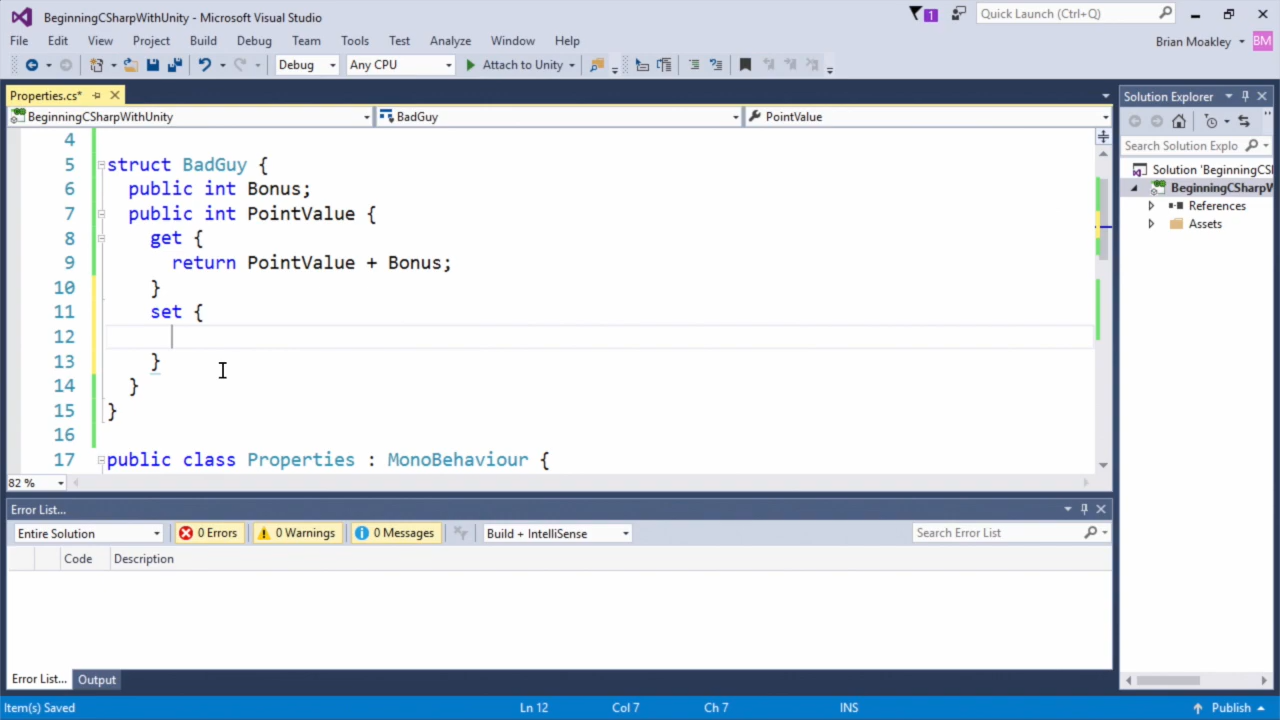 BeginningCSharpWithUnity - Microsoft Visual Studio
1
Quick Launch (Ctrl+Q)
File Edit View Project Build Debug Team Tools Test Analyze Window Help
Brian Moakley BM
Debug Any CPU Attach to Unity
Properties.cs*
Solution Explorer
BeginningCSharpWithUnity BadGuy PointValue
Search Solution Explo
4
5 struct BadGuy {
6 public int Bonus;
7 public int PointValue {
8 get {
9 return PointValue + Bonus;
10 }
11 set {
12
13 }
14 }
15 }
16
17 public class Properties : MonoBehaviour {
Solution 'BeginningCS
BeginningCSharpW
References
Assets
82 %
Error List...
Entire Solution 0 Errors 0 Warnings 0 Messages Build + IntelliSense Search Error List
Code Description
Error List... Output
Item(s) Saved Ln 12 Col 7 Ch 7 INS Publish